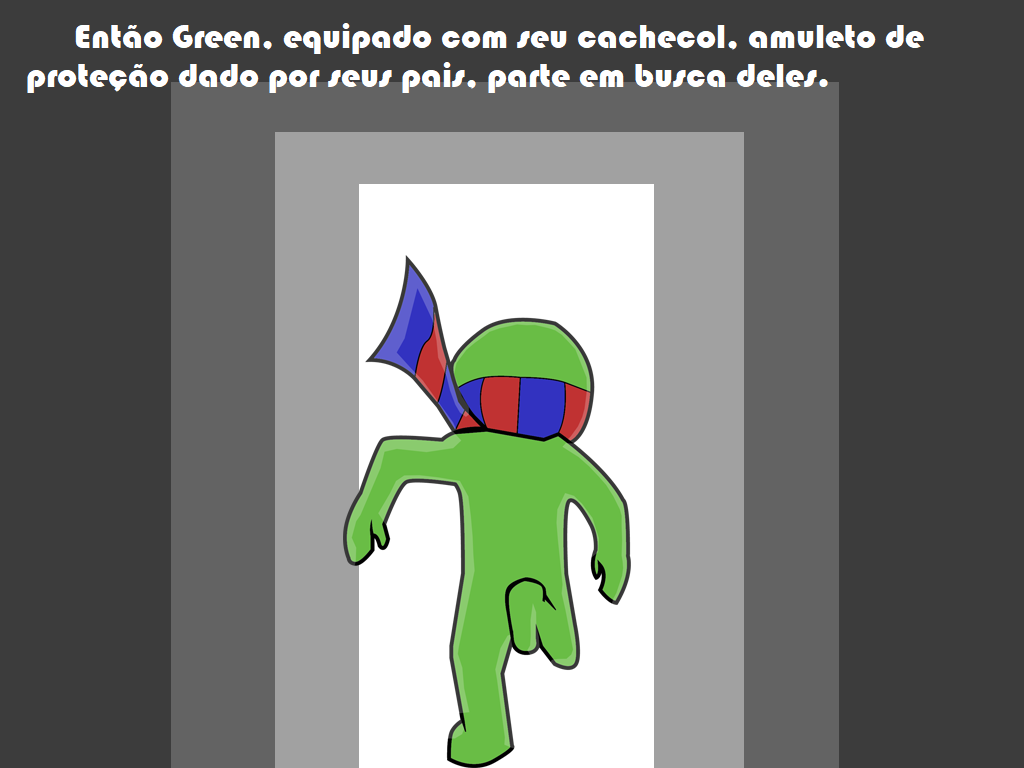 Então Green, equipado com seu cachecol, amuleto de
proteção dado por seus pais, parte em busca deles.